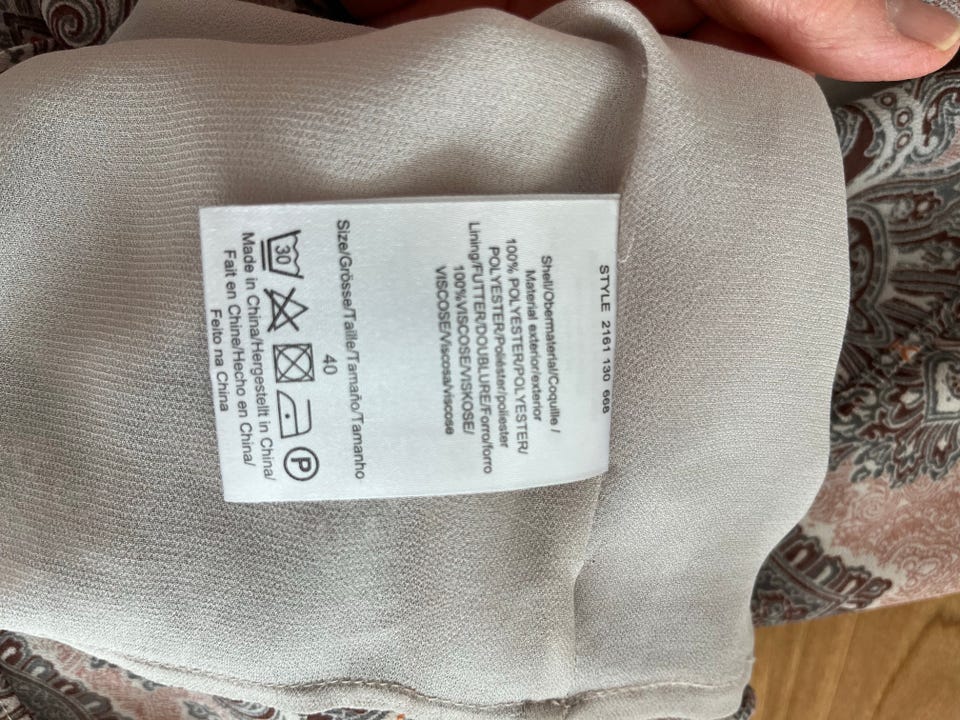 STYLE 2161 130 668
Shell/Obermaterial/Coquille /
Material exterior/exterior
100% POLYESTER/POLYESTER/
POLYESTER/Poliéster/poliester
Lining/FUTTER/DOUBLURE/Forro/forro
100%VISCOSE/VISKOSE/
VISCOSE/Viscosa/viscose
Size/Grösse/Taille/Tamaño/Tamanho
40
30 P
Made in China/Hergestellt in China/
Fait en Chine/Hecho en China/
Feito na China